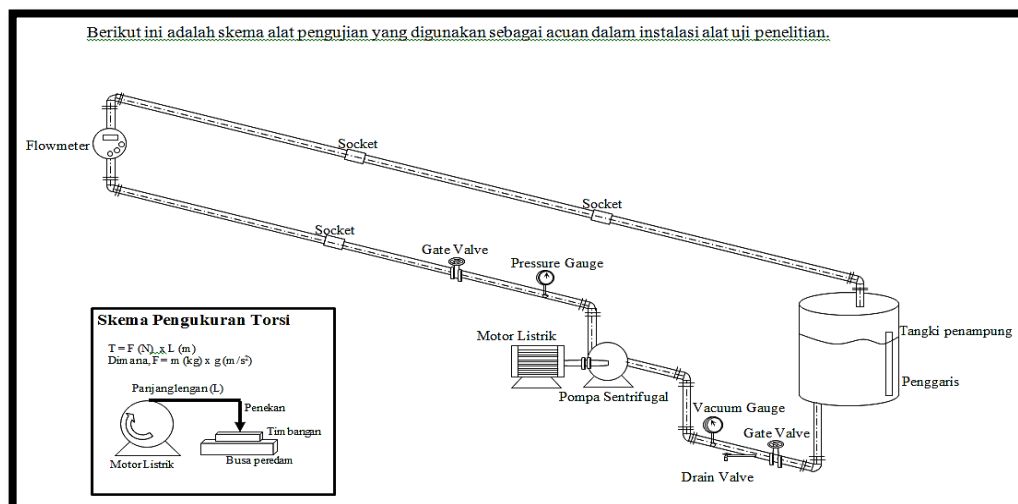 Berikut ini adalah skema alat pengujian yang digunakan sebagai acuan dalam instalasi alat uji penelitian.
Flowmeter
Socket
Socket
Socket
Gate Valve
Pressure Gauge
Motor Listrik
Pompa Sentrifugal
Tangki penampung
Penggaris
Vacuum Gauge
Gate Valve
Drain Valve
Skema Pengukuran Torsi
T = F (N) x L (m)
Dimana, F = m (kg) x g (m/s²)
Panjanglengan (L)
Penekan
Timbangan
Busa peredam
Motor Listrik